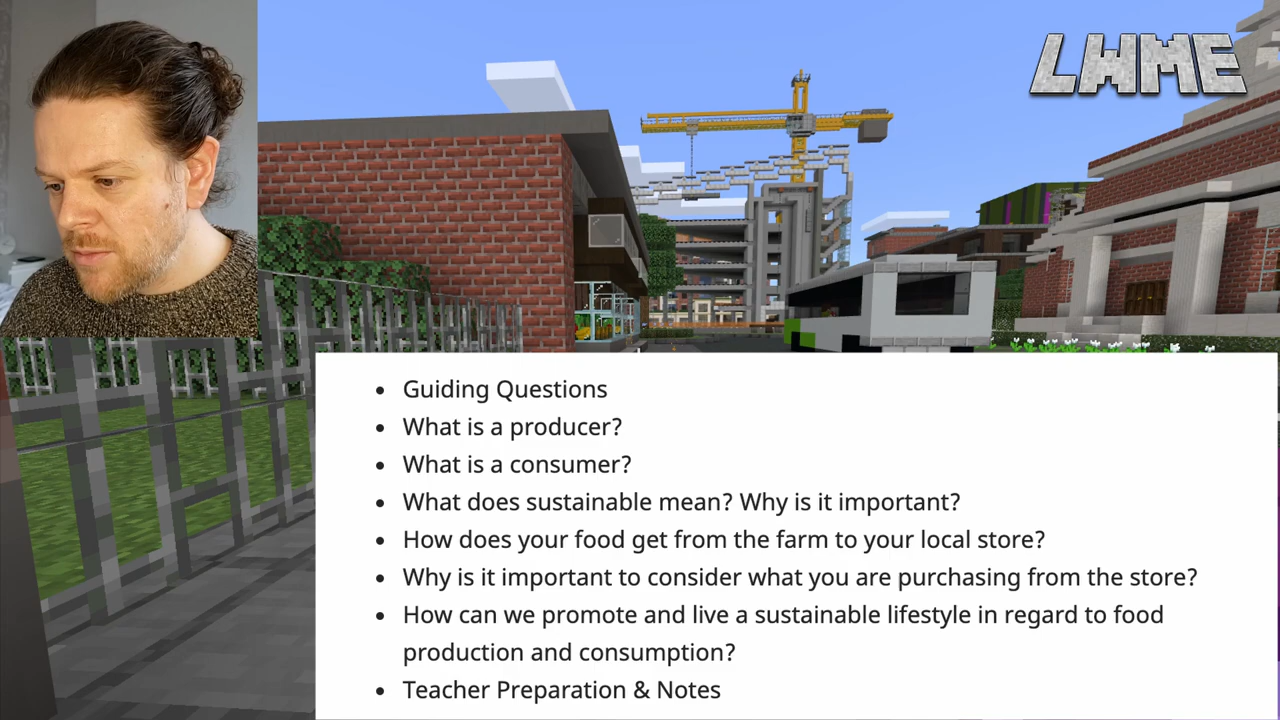 LWME
Guiding Questions
What is a producer?
What is a consumer?
What does sustainable mean? Why is it important?
How does your food get from the farm to your local store?
Why is it important to consider what you are purchasing from the store?
How can we promote and live a sustainable lifestyle in regard to food
production and consumption?
Teacher Preparation & Notes